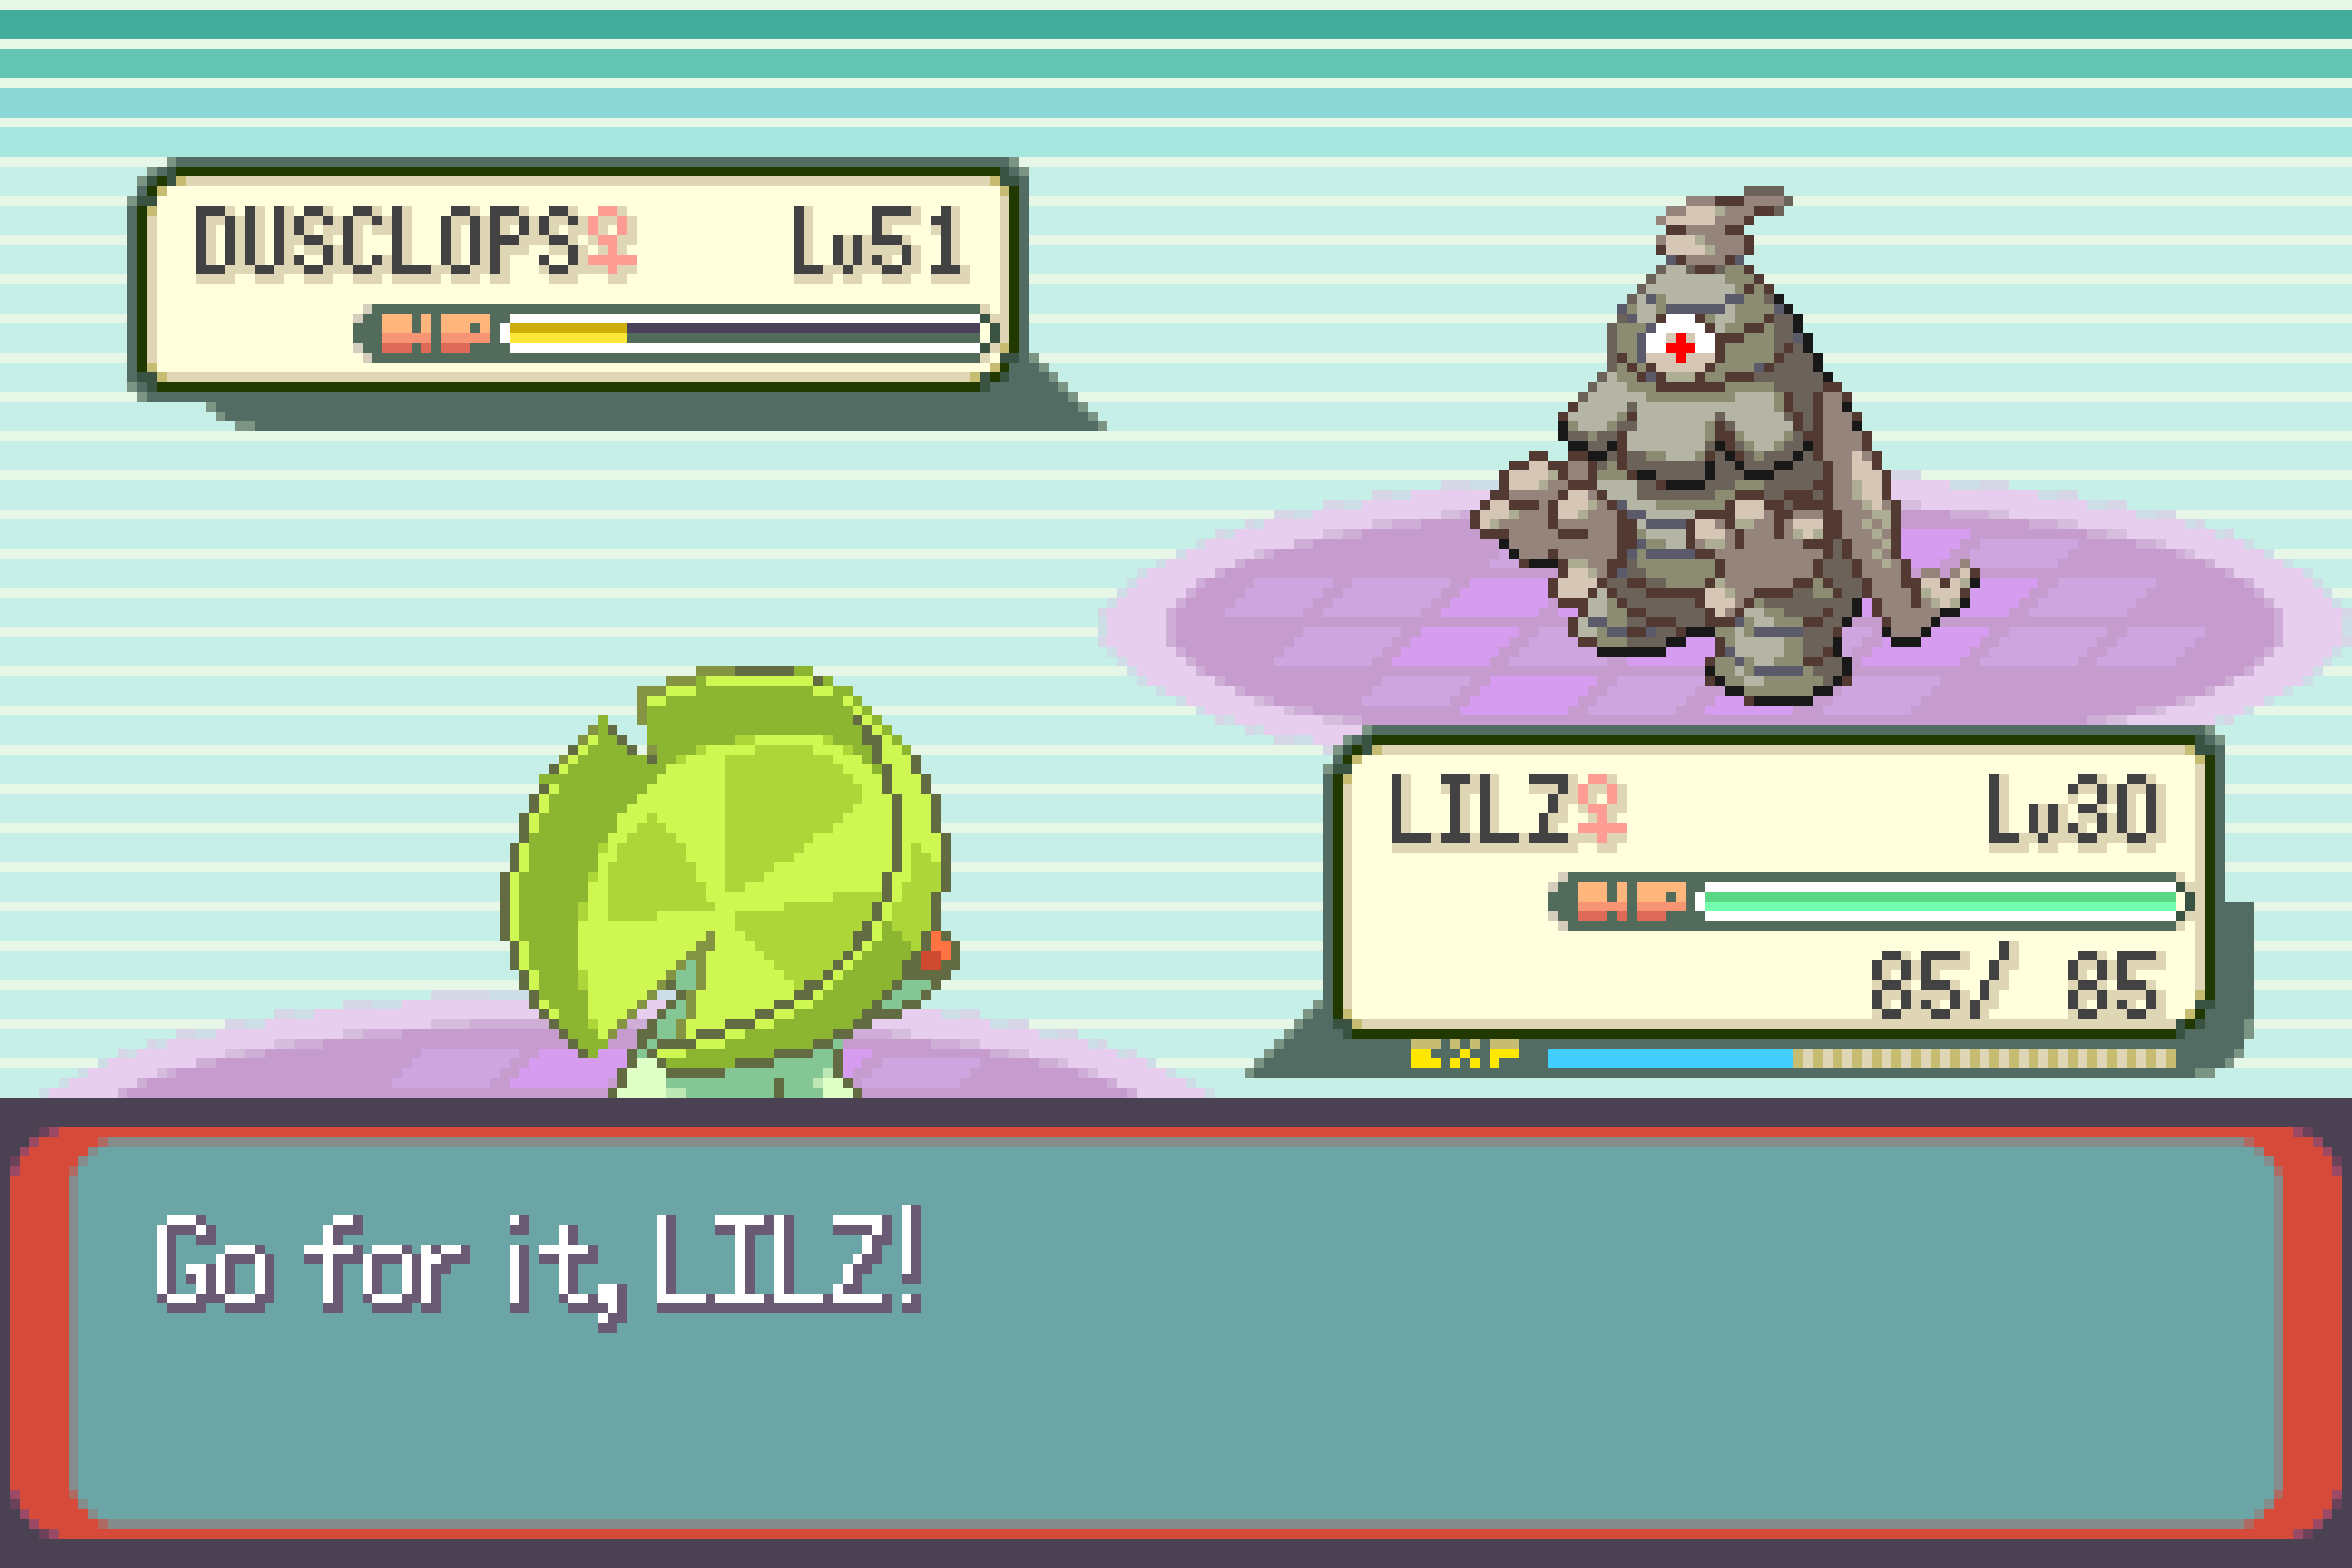 DUSCLOPS♀ Lv51
HP
LILZ♀ Lv30
HP
85/ 85
EXP
Go for it, LILZ!